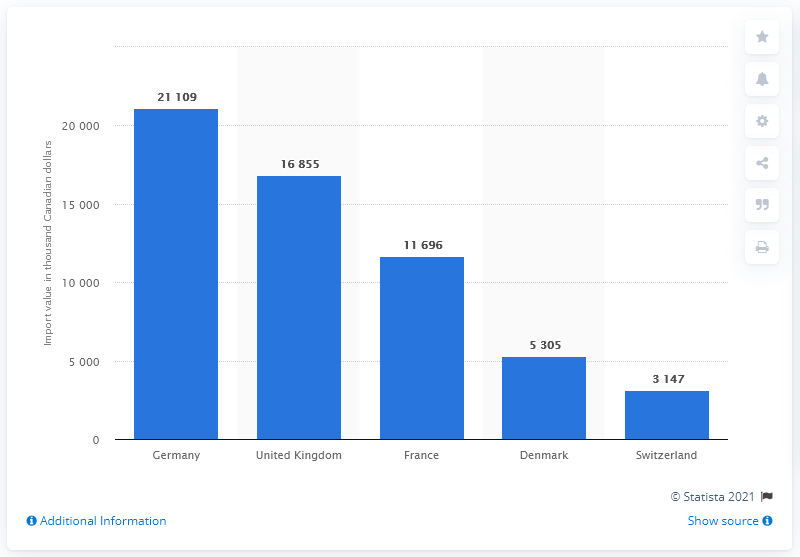 21 109
20 000
16 855
15 000
11 696
10 000
5 305
5 000
3 147
0
Import value in thousand Canadian dollars
Germany
United Kingdom
France
Denmark
Switzerland
© Statista 2021
Additional Information
Show source